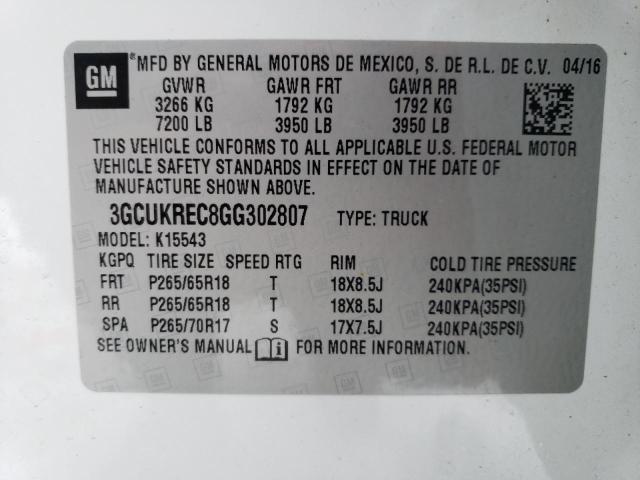 GM ®MFD BY GENERAL MOTORS DE MEXICO, S. DE R.L. DE C.V. 04/16
GVWR GAWR FRT GAWR RR
3266 KG 1792 KG 1792 KG
7200 LB 3950 LB 3950 LB
THIS VEHICLE CONFORMS TO ALL APPLICABLE U.S. FEDERAL MOTOR
VEHICLE SAFETY STANDARDS IN EFFECT ON THE DATE OF
MANUFACTURE SHOWN ABOVE.
3GCUKREC8GG302807 TYPE: TRUCK
MODEL: K15543
KGPQ TIRE SIZE SPEED RTG RIM COLD TIRE PRESSURE
FRT P265/65R18 T 18X8.5J 240KPA(35PSI)
RR P265/65R18 T 18X8.5J 240KPA(35PSI)
SPA P265/70R17 S 17X7.5J 240KPA(35PSI)
SEE OWNER'S MANUAL i FOR MORE INFORMATION.